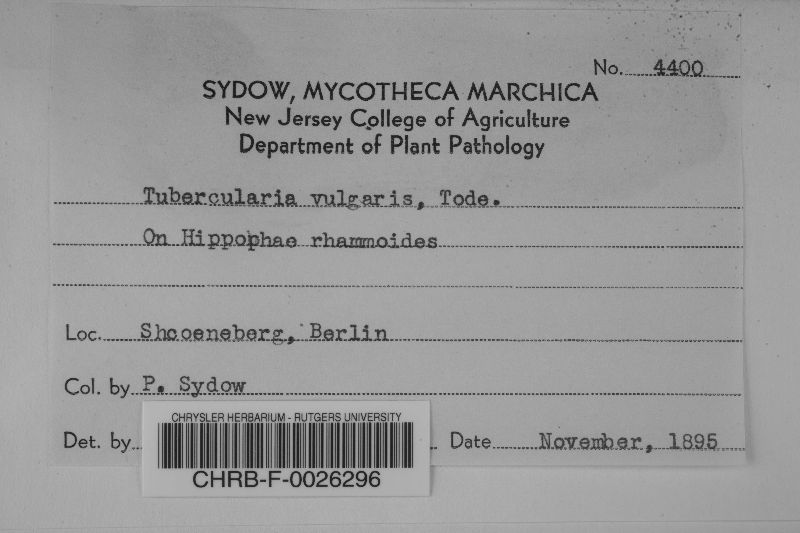 No. 4400
SYDOW, MYCOTHECA MARCHICA
New Jersey College of Agriculture
Department of Plant Pathology
Tubercularia vulgaris, Tode.
On Hippophae rhammoides
Loc. Shcoeneberg, Berlin
Col. by P. Sydow
Det. by Date November, 1895
CHRYSLER HERBARIUM - RUTGERS UNIVERSITY
CHRB-F-0026296